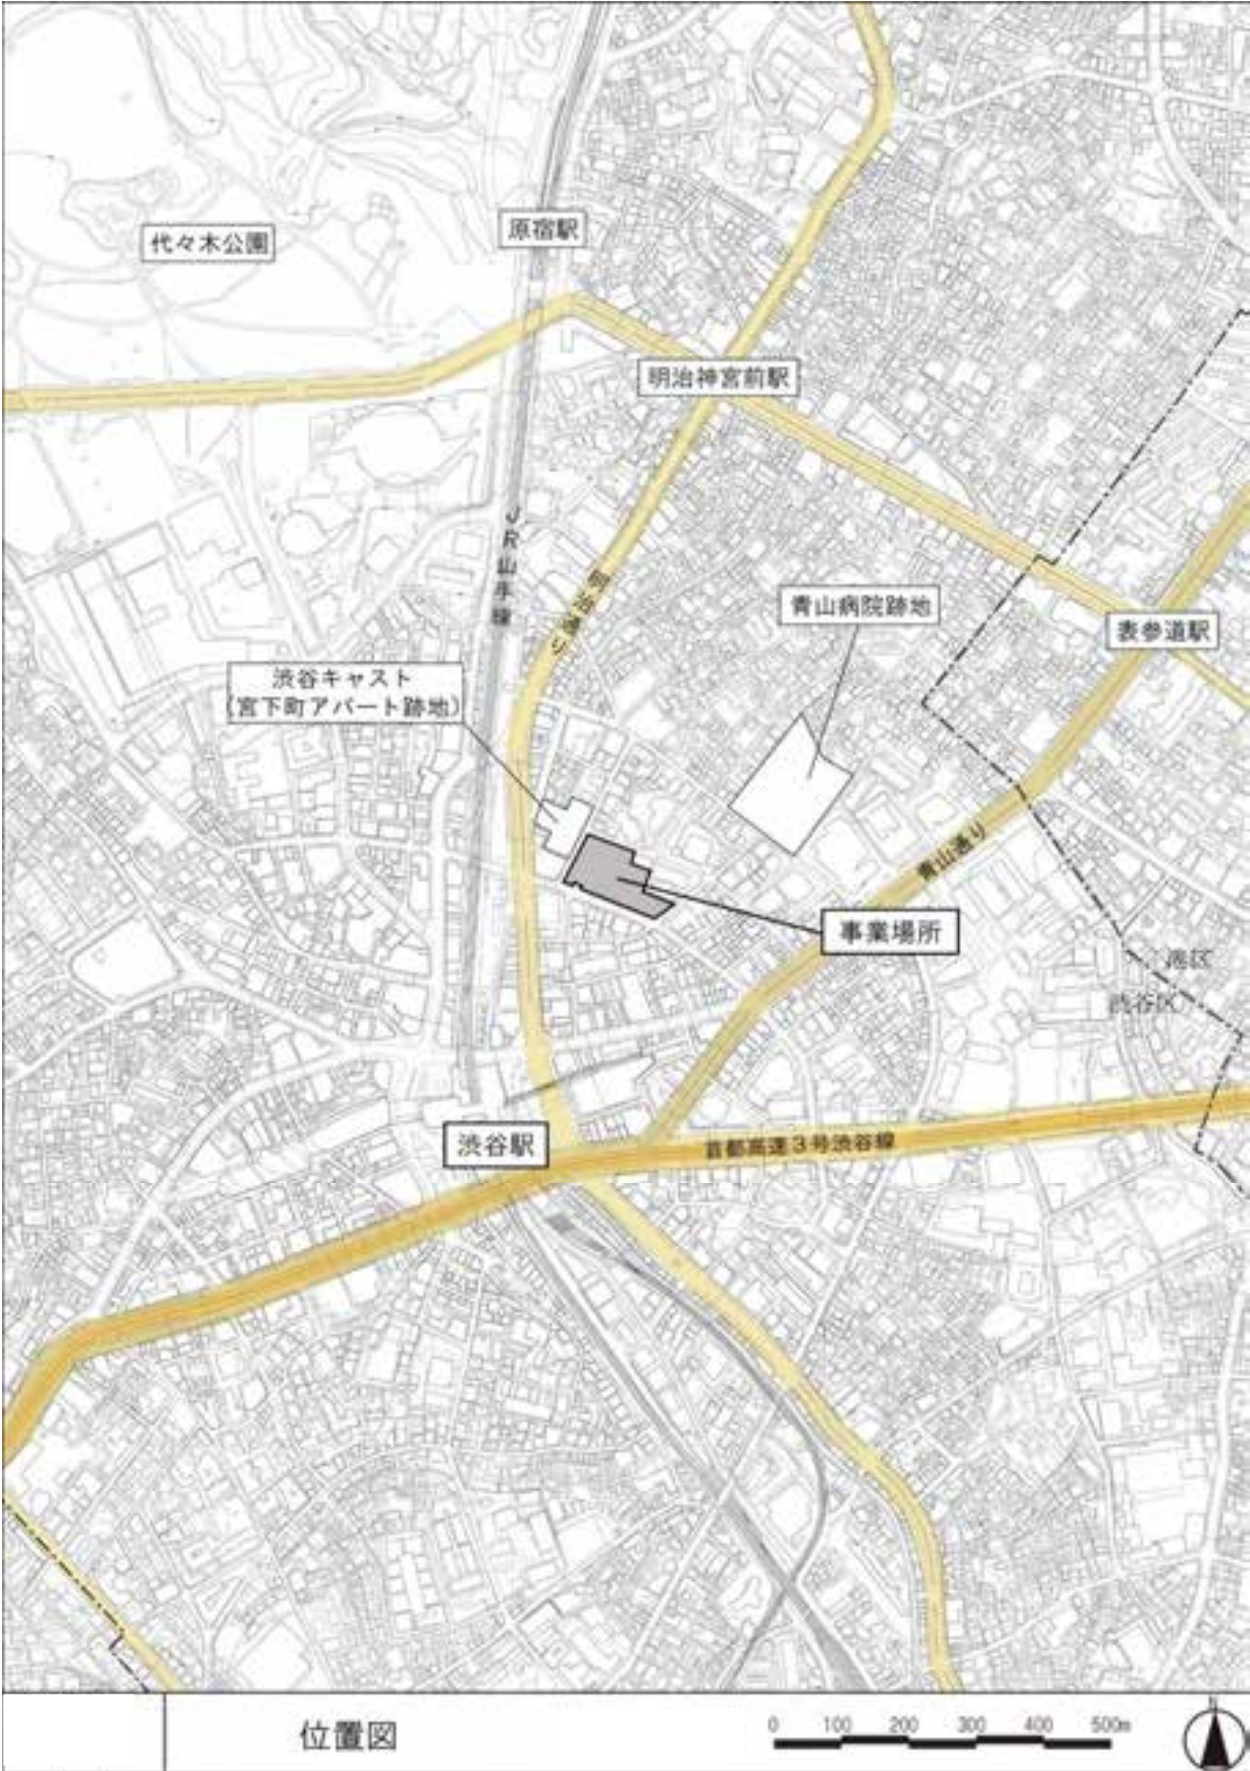 代々木公園
原宿駅
明治神宮前駅
JR山手線
明治通り
青山病院跡地
表参道駅
渋谷キャスト
(宮下町アパート跡地)
青山通り
事業場所
港区
渋谷区
渋谷駅
首都高速3号渋谷線
位置図
0 100 200 300 400 500m
N